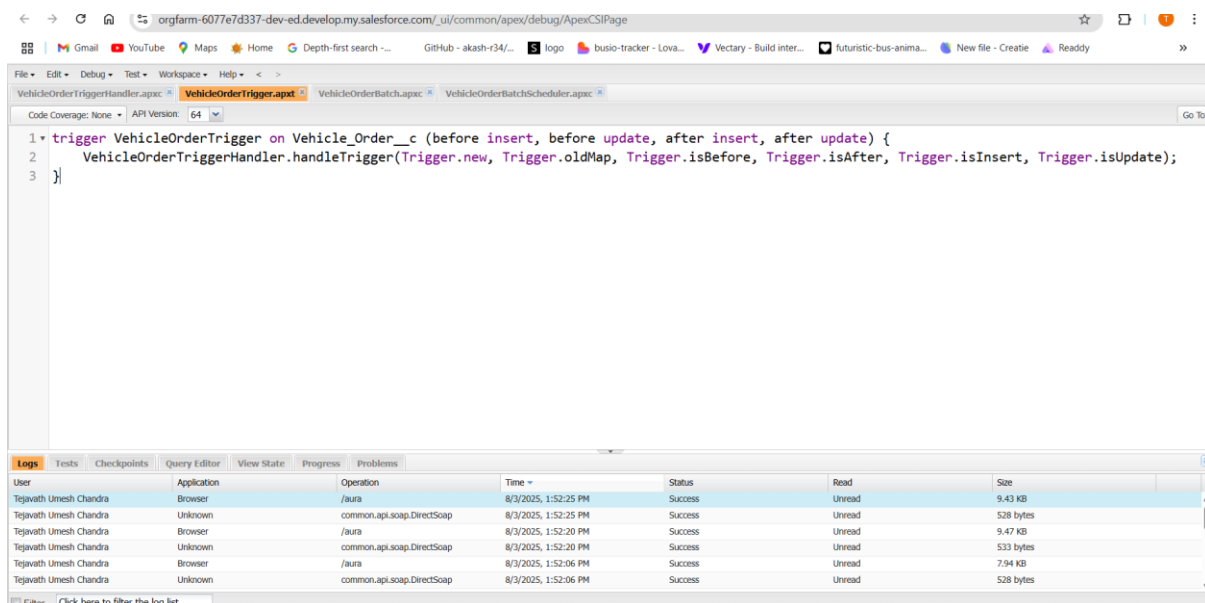 orgfarm-6077e7d337-dev-ed.develop.my.salesforce.com/_ui/common/apex/debug/ApexCSIPage T
Gmail YouTube Maps Home Depth-first search -... GitHub - akash-r34/... S logo busio-tracker - Lova... Vectary - Build inter... futuristic-bus-anima... New file - Creatie Readdy »
File Edit Debug Test Workspace Help < >
VehicleOrderTriggerHandler.apxc VehicleOrderTrigger.apxt VehicleOrderBatch.apxc VehicleOrderBatchScheduler.apxc
Code Coverage: None API Version: 64 Go To
1 trigger VehicleOrderTrigger on Vehicle_Order__c (before insert, before update, after insert, after update) {
2 VehicleOrderTriggerHandler.handleTrigger(Trigger.new, Trigger.oldMap, Trigger.isBefore, Trigger.isAfter, Trigger.isInsert, Trigger.isUpdate);
3 }
Logs Tests Checkpoints Query Editor View State Progress Problems
User Application Operation Time Status Read Size
Tejavath Umesh Chandra Browser /aura 8/3/2025, 1:52:25 PM Success Unread 9.43 KB
Tejavath Umesh Chandra Unknown common.api.soap.DirectSoap 8/3/2025, 1:52:25 PM Success Unread 528 bytes
Tejavath Umesh Chandra Browser /aura 8/3/2025, 1:52:20 PM Success Unread 9.47 KB
Tejavath Umesh Chandra Unknown common.api.soap.DirectSoap 8/3/2025, 1:52:20 PM Success Unread 533 bytes
Tejavath Umesh Chandra Browser /aura 8/3/2025, 1:52:06 PM Success Unread 7.94 KB
Tejavath Umesh Chandra Unknown common.api.soap.DirectSoap 8/3/2025, 1:52:06 PM Success Unread 528 bytes
Filter Click here to filter the log list